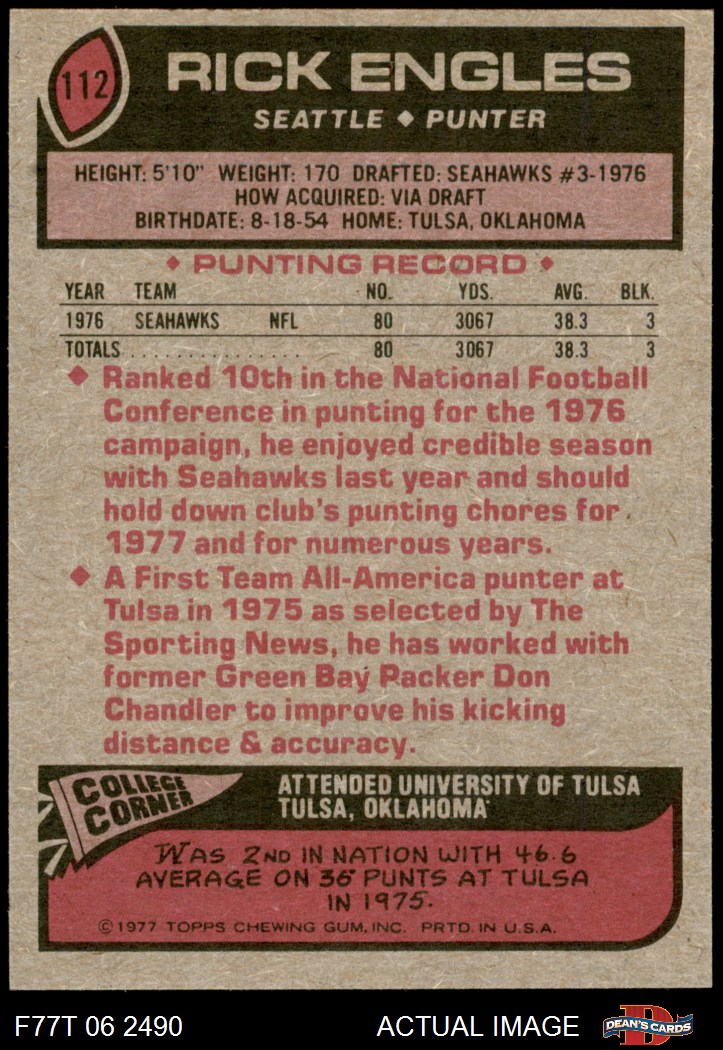 112
RICK ENGLES
SEATTLE ◆ PUNTER
HEIGHT: 5'10" WEIGHT: 170 DRAFTED: SEAHAWKS #3-1976
HOW ACQUIRED: VIA DRAFT
BIRTHDATE: 8-18-54 HOME: TULSA, OKLAHOMA
◆ PUNTING RECORD ◆
YEAR TEAM NO. YDS. AVG. BLK.
1976 SEAHAWKS NFL 80 3067 38.3 3
TOTALS . . . . . . . . . . . . . . . . 80 3067 38.3 3
◆ Ranked 10th in the National Football
Conference in punting for the 1976
campaign, he enjoyed credible season
with Seahawks last year and should
hold down club's punting chores for
1977 and for numerous years.
◆ A First Team All-America punter at
Tulsa in 1975 as selected by The
Sporting News, he has worked with
former Green Bay Packer Don
Chandler to improve his kicking
distance & accuracy.
COLLEGE
CORNER
ATTENDED UNIVERSITY OF TULSA
TULSA, OKLAHOMA
WAS 2ND IN NATION WITH 46.6
AVERAGE ON 36 PUNTS AT TULSA
IN 1975.
©1977 TOPPS CHEWING GUM, INC. PRTD. IN U.S.A.
F77T 06 2490 ACTUAL IMAGE
D
DEAN'S CARDS